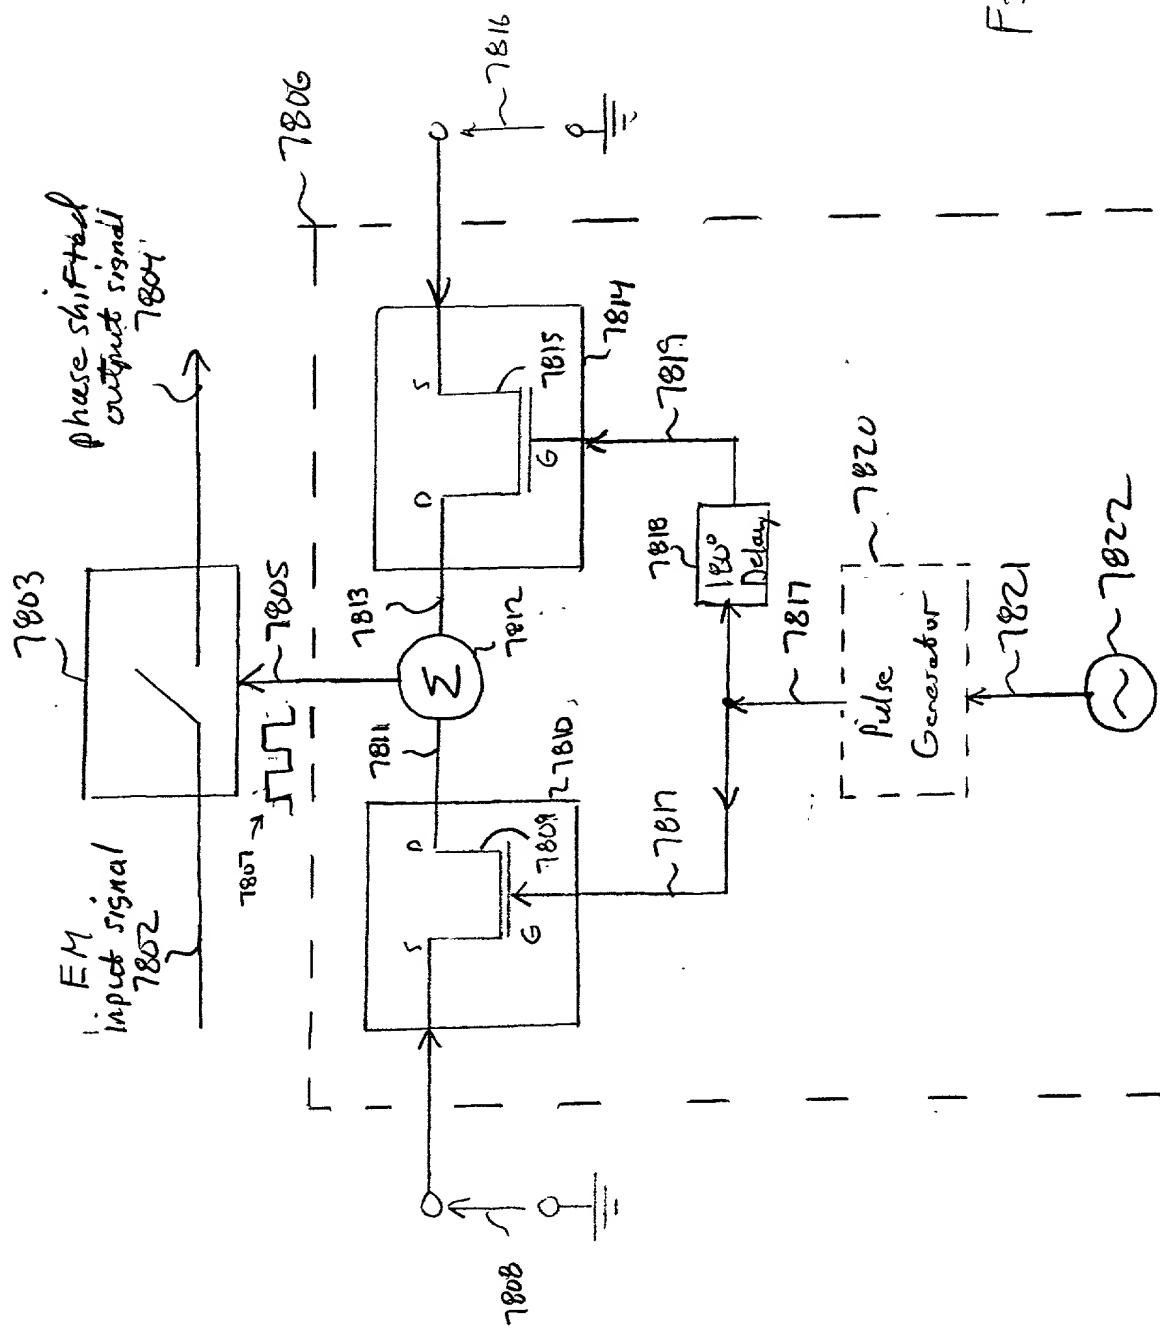 EM
input signal
7802
7803
phase shifted
output signal
7804
7807
7805
7806
7811
7813
7812
Σ
7808
S
D
G
7809
7810
D
S
G
7815
7814
7816
7817
7818
180°
Delay
7819
7817
Pulse
Generator
7820
7821
7822